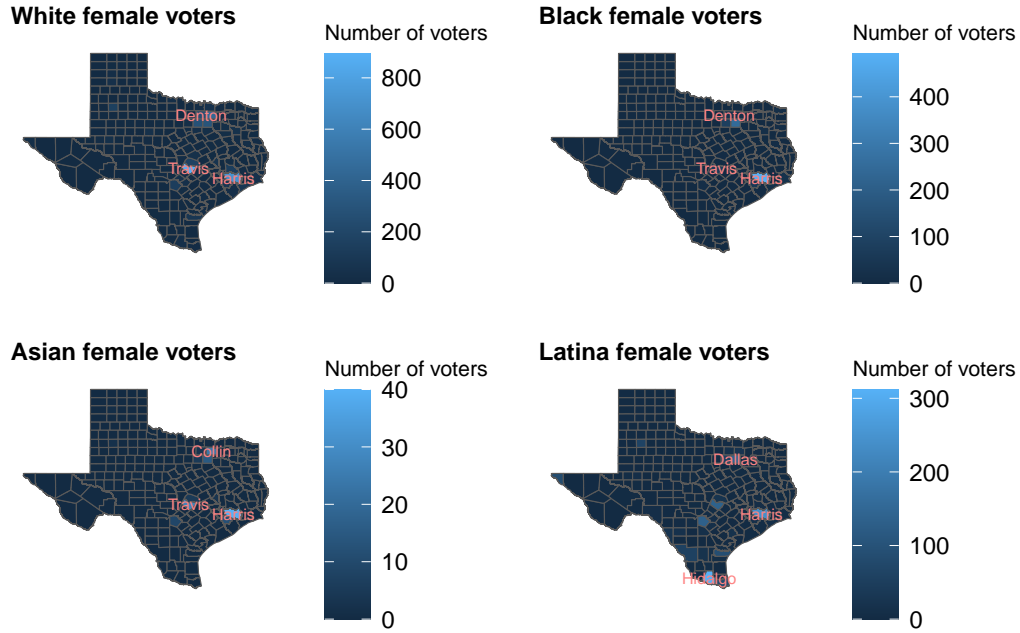 White female voters
Number of voters
800
600
400
200
0
Denton
Travis
Harris
Black female voters
Number of voters
400
300
200
100
0
Denton
Travis
Harris
Asian female voters
Number of voters
40
30
20
10
0
Collin
Travis
Harris
Latina female voters
Number of voters
300
200
100
0
Dallas
Harris
Hidalgo